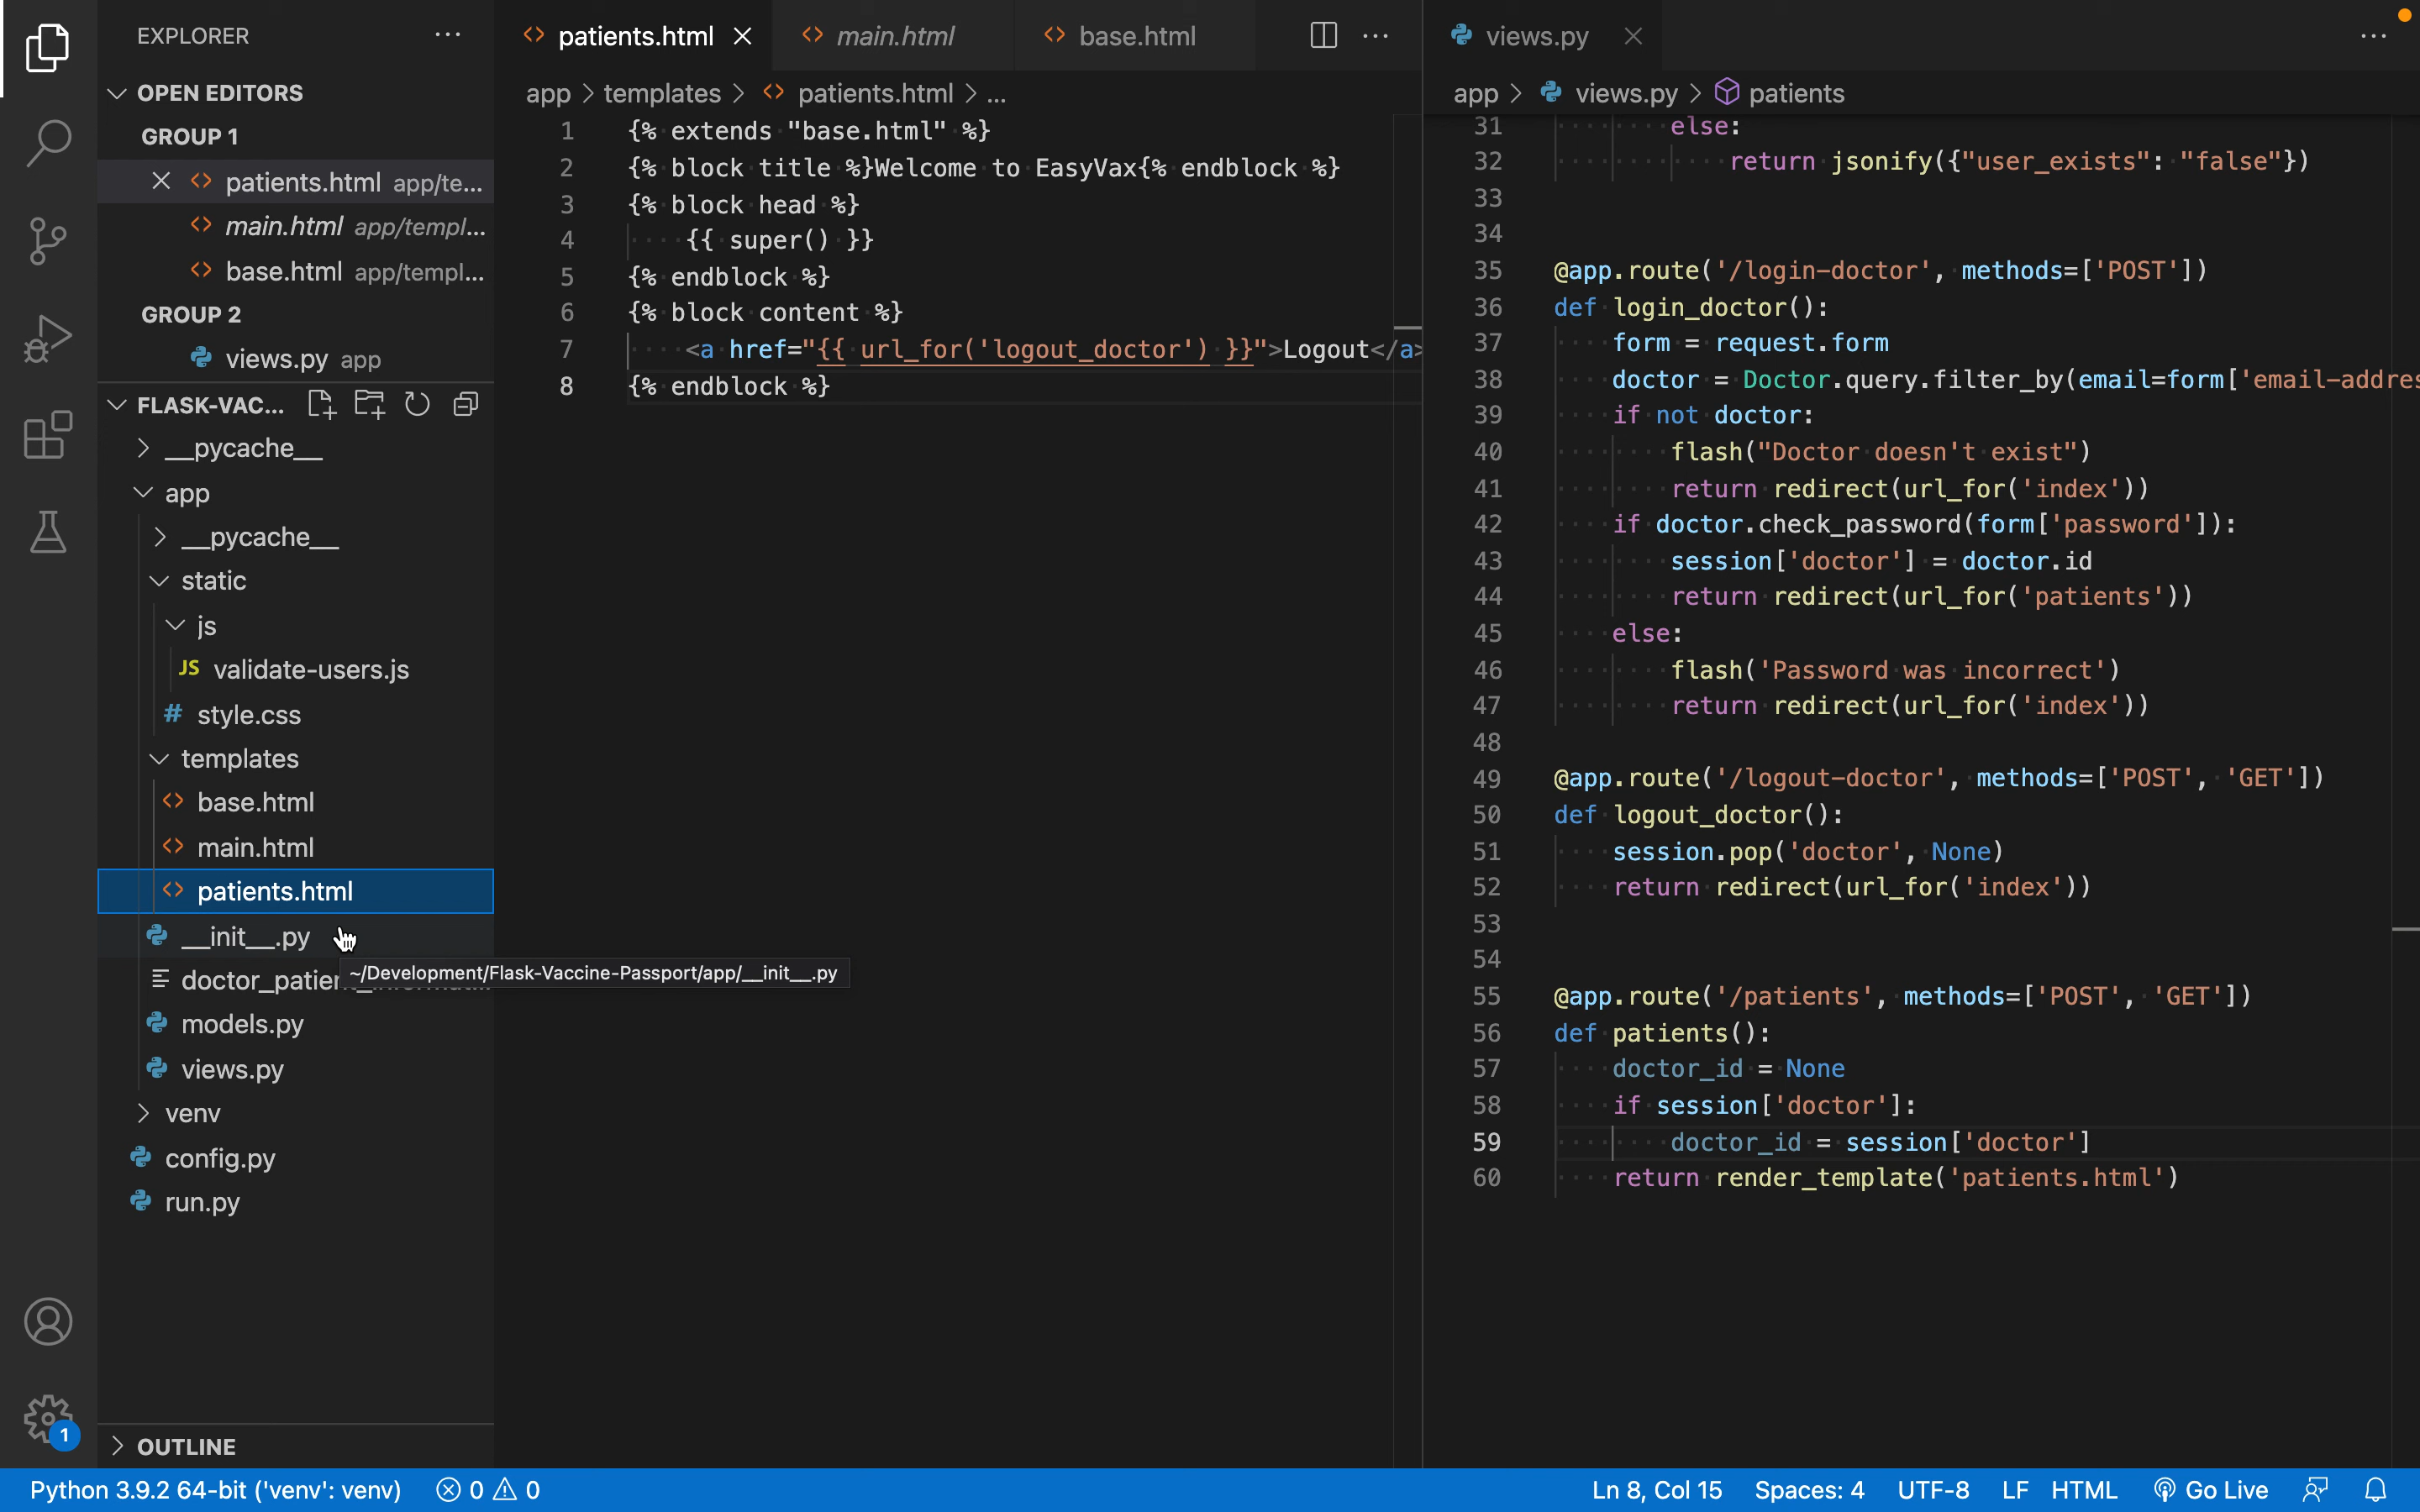 EXPLORER
OPEN EDITORS
GROUP 1
patients.html app/te...
main.html app/templ...
base.html app/templ...
GROUP 2
views.py app
FLASK-VAC...
__pycache__
app
__pycache__
static
js
JS validate-users.js
# style.css
templates
base.html
main.html
patients.html
__init__.py
~/Development/Flask-Vaccine-Passport/app/__init__.py
models.py
views.py
venv
config.py
run.py
OUTLINE
patients.html
main.html
base.html
app > templates > patients.html > ...
1 {% extends "base.html" %}
2 {% block title %}Welcome to EasyVax{% endblock %}
3 {% block head %}
4 {{ super() }}
5 {% endblock %}
6 {% block content %}
7 <a href="{{ url_for('logout_doctor') }}">Logout</a>
8 {% endblock %}
views.py
app > views.py > patients
31 else:
32 return jsonify({"user_exists": "false"})
33
34
35 @app.route('/login-doctor', methods=['POST'])
36 def login_doctor():
37 form = request.form
38 doctor = Doctor.query.filter_by(email=form['email-addres
39 if not doctor:
40 flash("Doctor doesn't exist")
41 return redirect(url_for('index'))
42 if doctor.check_password(form['password']):
43 session['doctor'] = doctor.id
44 return redirect(url_for('patients'))
45 else:
46 flash('Password was incorrect')
47 return redirect(url_for('index'))
48
49 @app.route('/logout-doctor', methods=['POST', 'GET'])
50 def logout_doctor():
51 session.pop('doctor', None)
52 return redirect(url_for('index'))
53
54
55 @app.route('/patients', methods=['POST', 'GET'])
56 def patients():
57 doctor_id = None
58 if session['doctor']:
59 doctor_id = session['doctor']
60 return render_template('patients.html')
1
Python 3.9.2 64-bit ('venv': venv) 0 0
Ln 8, Col 15 Spaces: 4 UTF-8 LF HTML Go Live